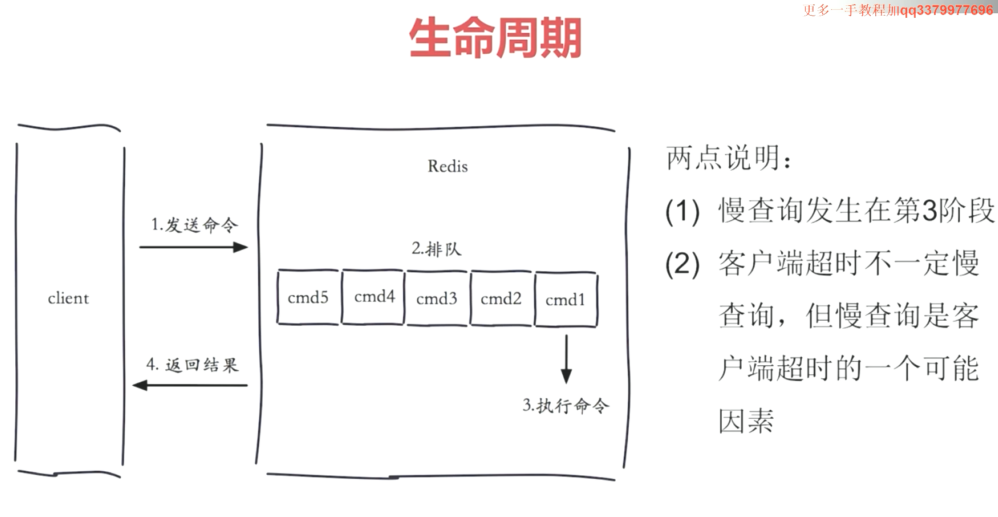 更多一手教程加qq3379977696
生命周期
Redis
两点说明：
(1) 慢查询发生在第3阶段
(2) 客户端超时不一定慢
查询，但慢查询是客
户端超时的一个可能
因素
1.发送命令
2.排队
client
cmd5
cmd4
cmd3
cmd2
cmd1
4. 返回结果
3.执行命令